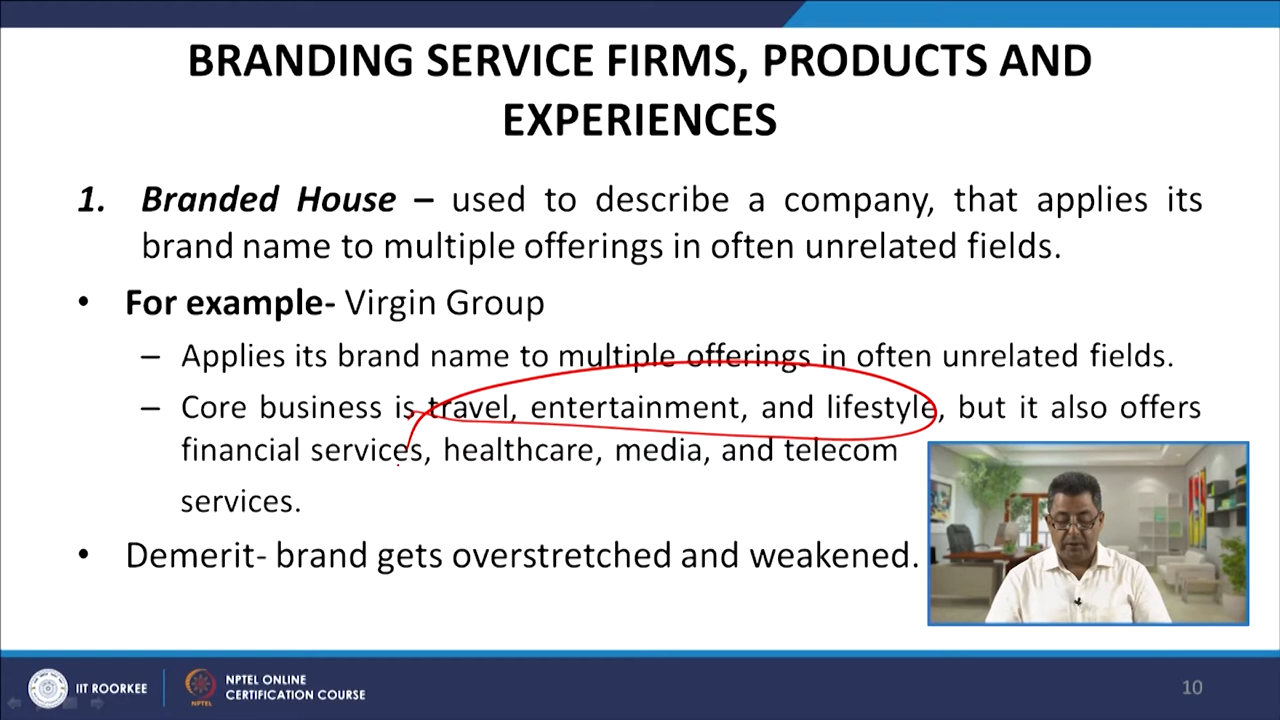 BRANDING SERVICE FIRMS, PRODUCTS AND
EXPERIENCES
1. Branded House – used to describe a company, that applies its
brand name to multiple offerings in often unrelated fields.
• For example- Virgin Group
– Applies its brand name to multiple offerings in often unrelated fields.
– Core business is travel, entertainment, and lifestyle, but it also offers
financial services, healthcare, media, and telecom
services.
• Demerit- brand gets overstretched and weakened.
IIT ROORKEE
NPTEL
NPTEL ONLINE
CERTIFICATION COURSE
10